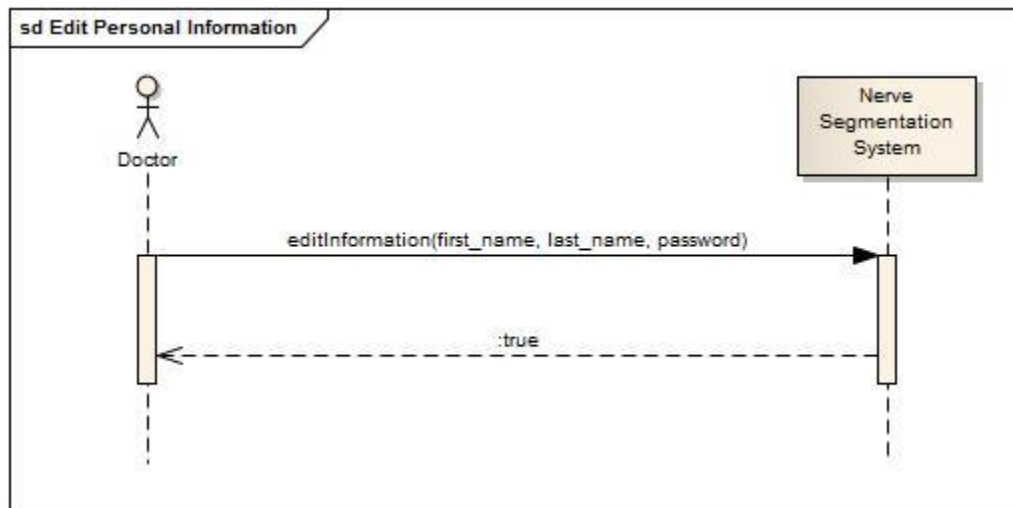 sd Edit Personal Information
Doctor
Nerve
Segmentation
System
editInformation(first_name, last_name, password)
:true